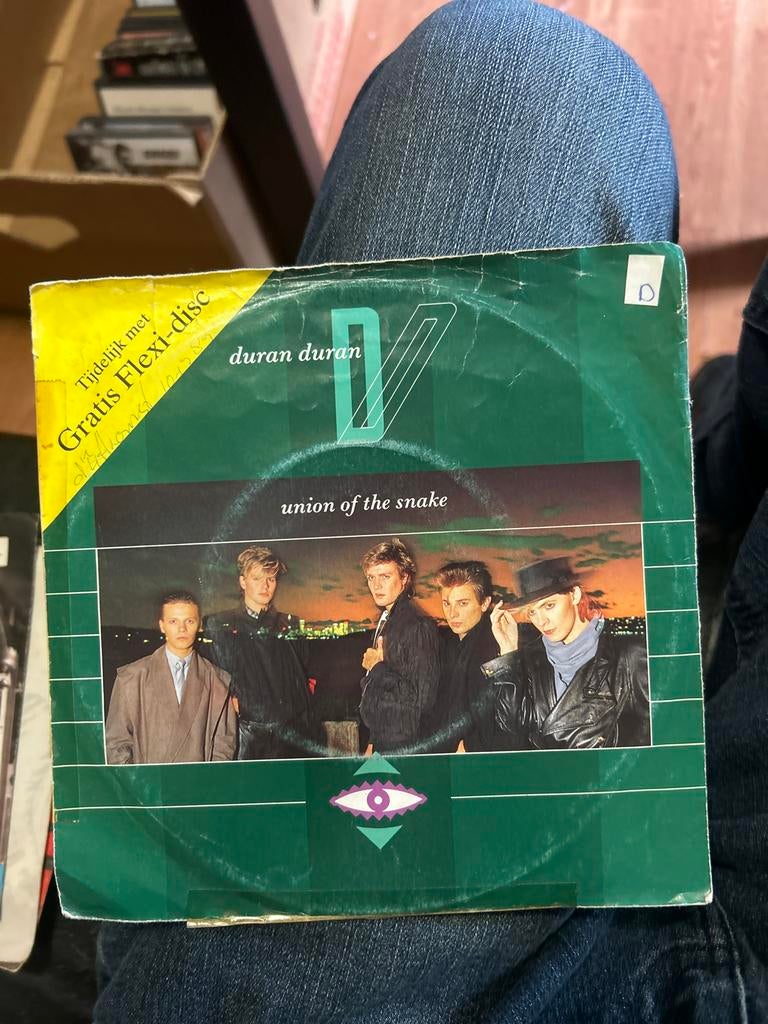 Tijdelijk met
Gratis Flexi-disc
duran duran
D
union of the snake